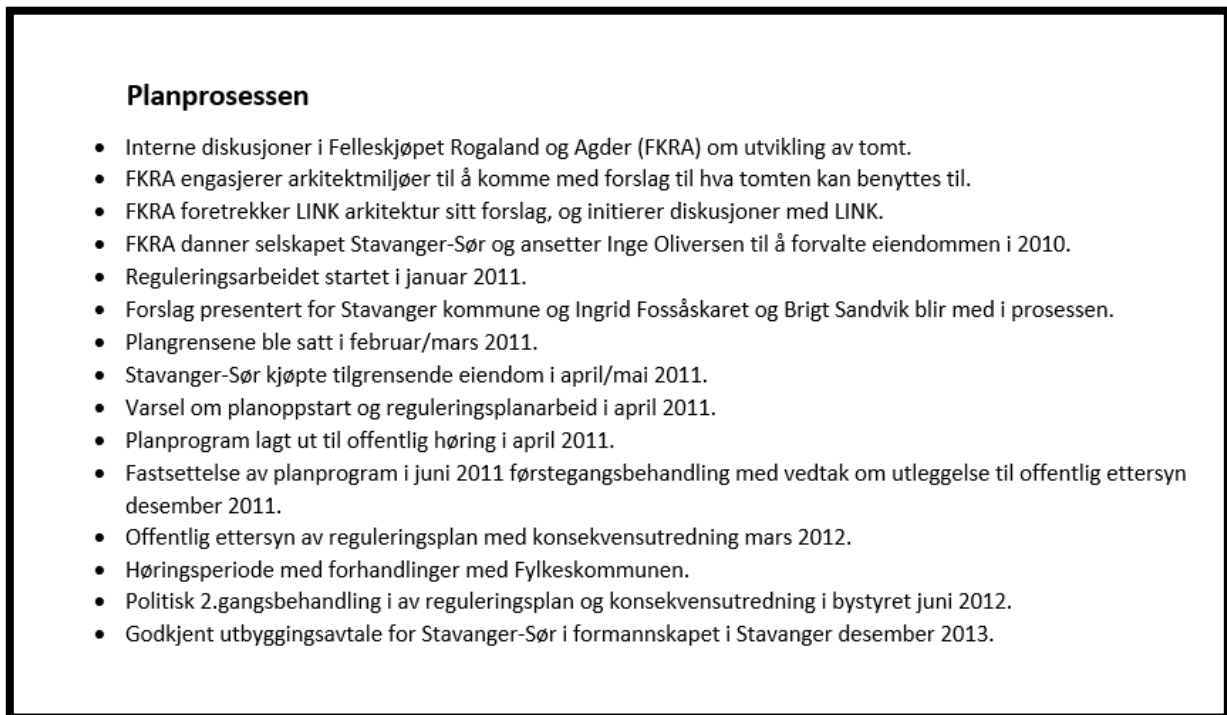 Planprosessen
• Interne diskusjoner i Felleskjøpet Rogaland og Agder (FKRA) om utvikling av tomt.
• FKRA engasjerer arkitektmiljøer til å komme med forslag til hva tomten kan benyttes til.
• FKRA foretrekker LINK arkitektur sitt forslag, og initierer diskusjoner med LINK.
• FKRA danner selskapet Stavanger-Sør og ansetter Inge Oliversen til å forvalte eiendommen i 2010.
• Reguleringsarbeidet startet i januar 2011.
• Forslag presentert for Stavanger kommune og Ingrid Fossåskaret og Brigt Sandvik blir med i prosessen.
• Plangrensene ble satt i februar/mars 2011.
• Stavanger-Sør kjøpte tilgrensende eiendom i april/mai 2011.
• Varsel om planoppstart og reguleringsplanarbeid i april 2011.
• Planprogram lagt ut til offentlig høring i april 2011.
• Fastsettelse av planprogram i juni 2011 førstegangsbehandling med vedtak om utleggelse til offentlig ettersyn
desember 2011.
• Offentlig ettersyn av reguleringsplan med konsekvensutredning mars 2012.
• Høringsperiode med forhandlinger med Fylkeskommunen.
• Politisk 2.gangsbehandling i av reguleringsplan og konsekvensutredning i bystyret juni 2012.
• Godkjent utbyggingsavtale for Stavanger-Sør i formannskapet i Stavanger desember 2013.